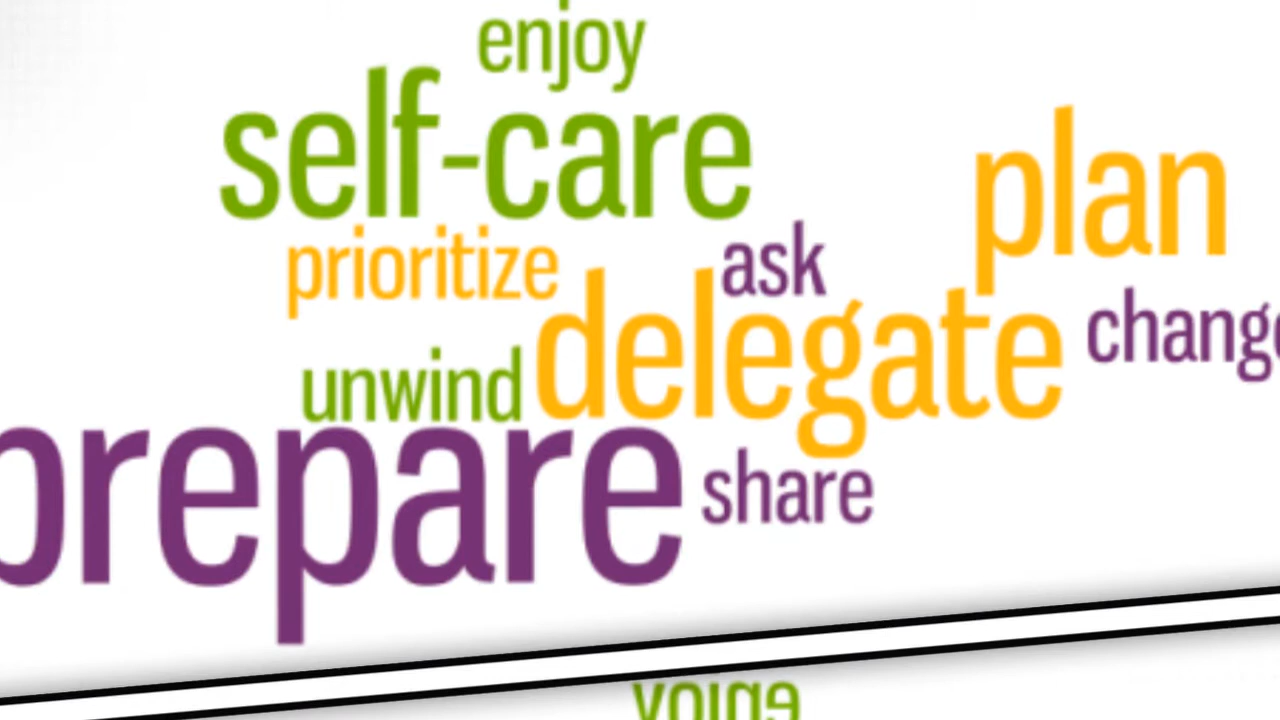 enjoy
self-care
plan
prioritize
ask
delegate
change
unwind
prepare
share